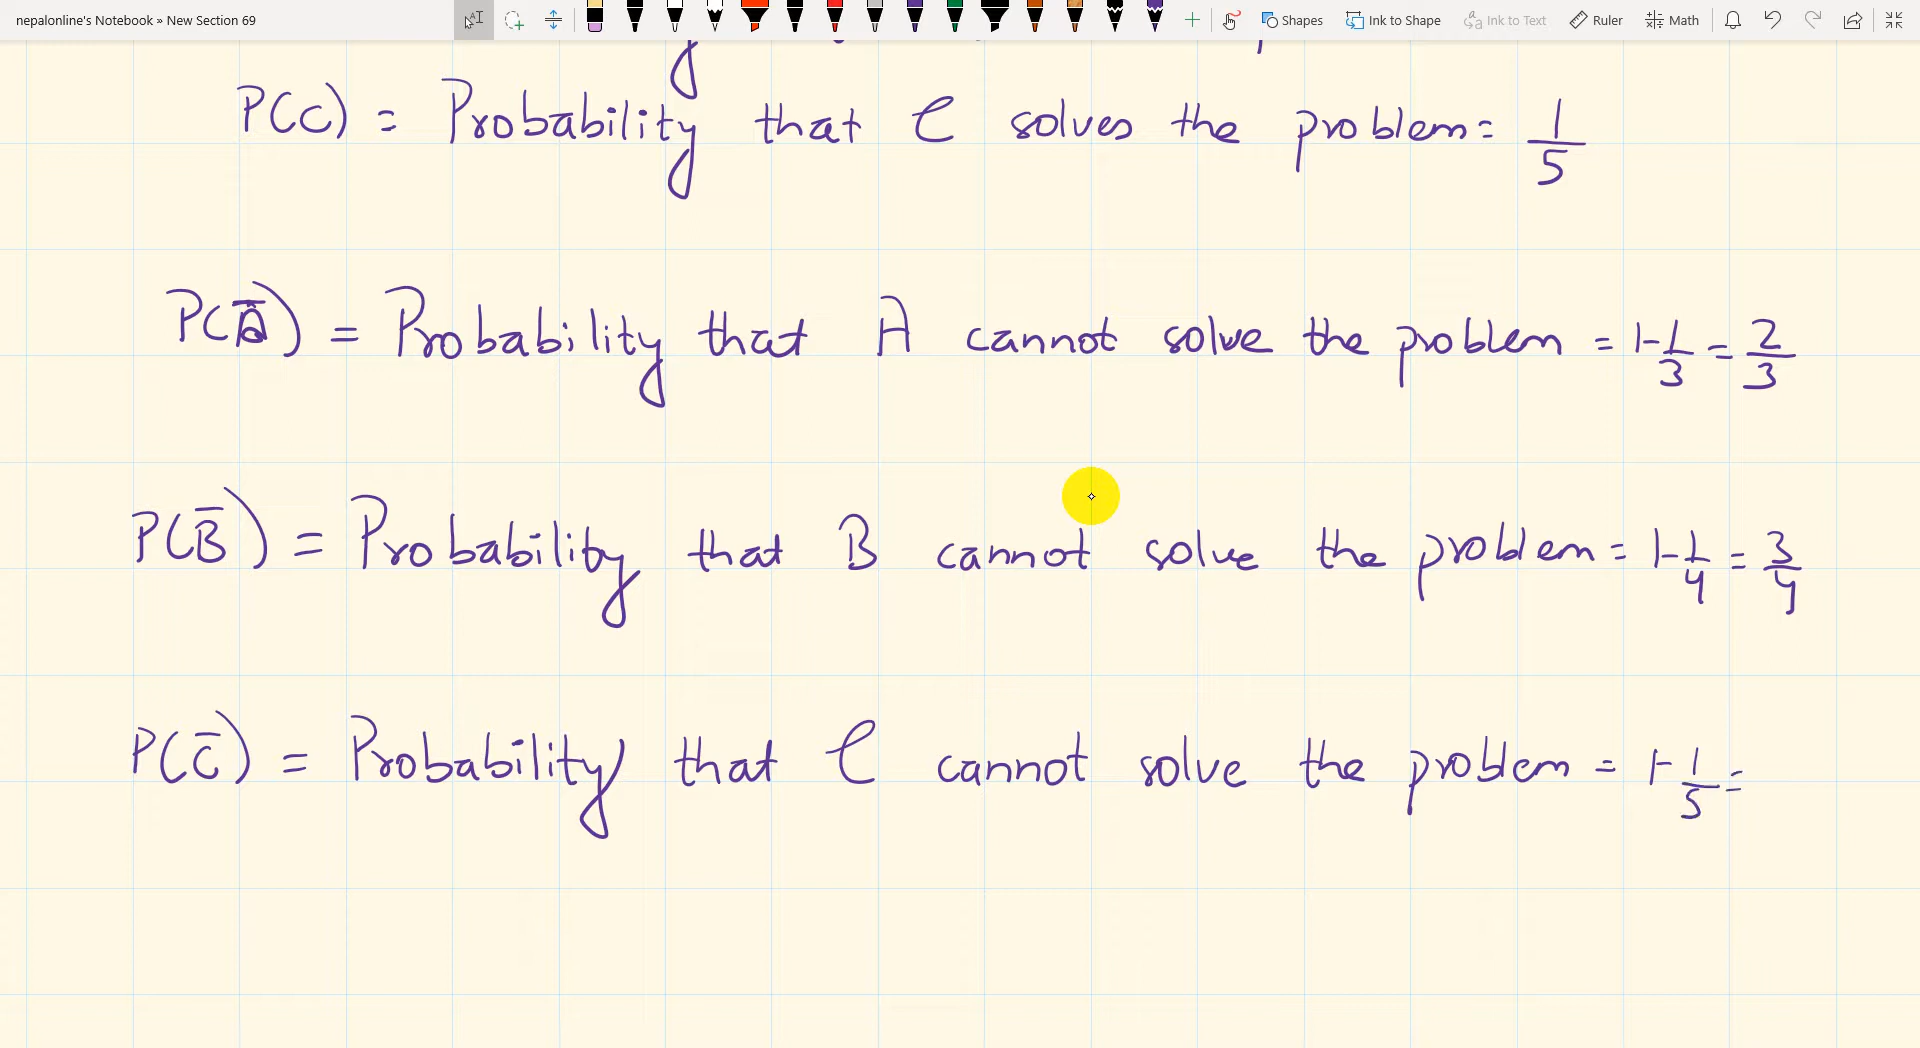 nepalonline's Notebook » New Section 69 Shapes Ink to Shape Ink to Text Ruler Math
P(C) = Probability that C solves the problem = 1/5
P(A̅) = Probability that A cannot solve the problem = 1-1/3 = 2/3
P(B̅) = Probability that B cannot solve the problem = 1-1/4 = 3/4
P(C̅) = Probability that C cannot solve the problem = 1-1/5 =